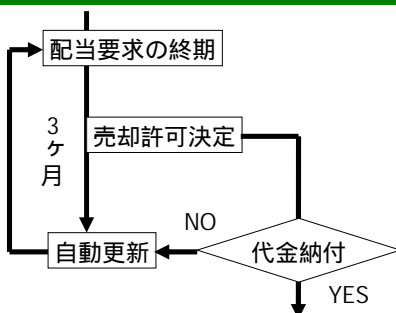 配当要求の終期
3ヶ月
売却許可決定
NO
自動更新
代金納付
YES